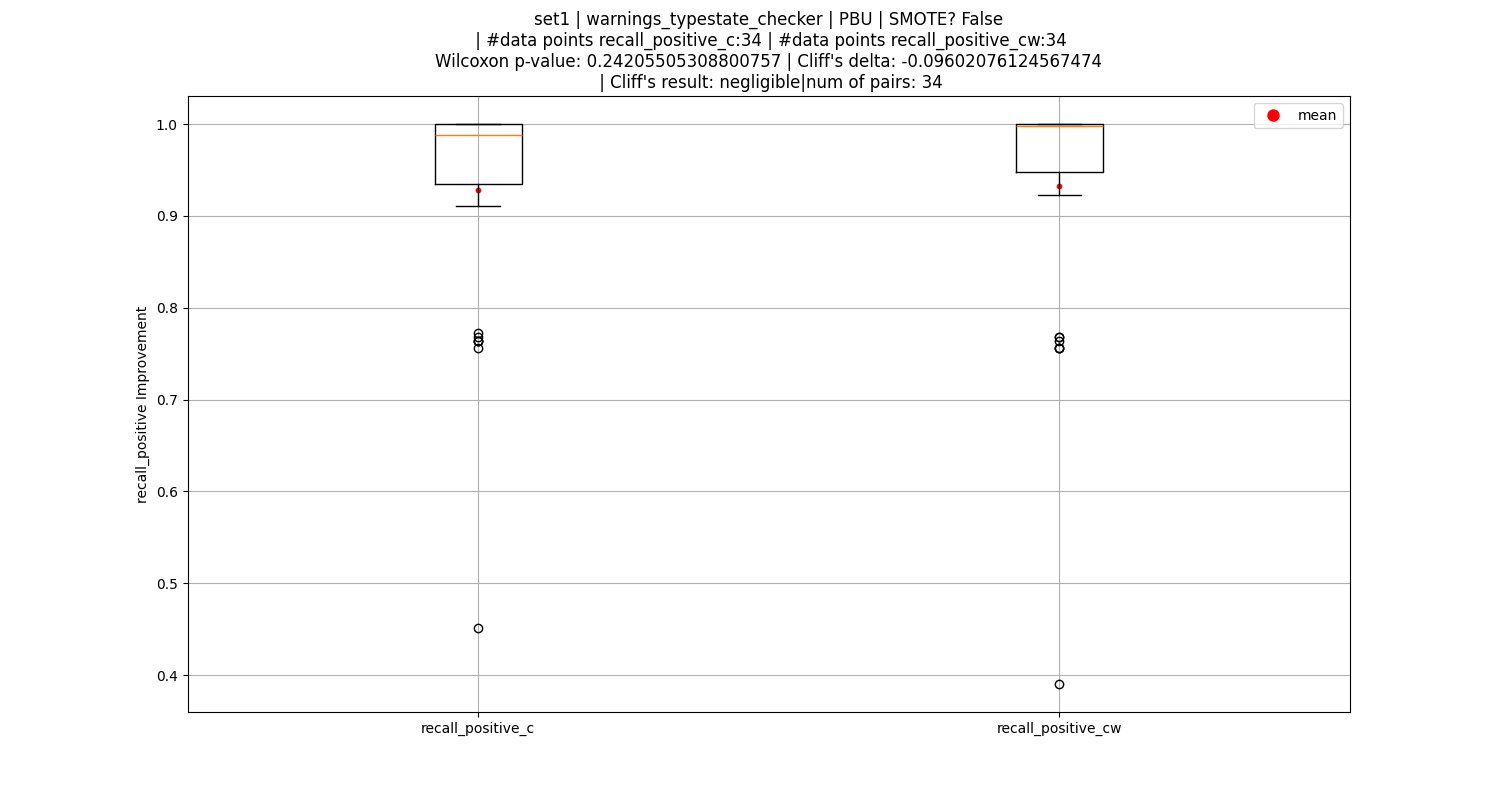 set1 | warnings_typestate_checker | PBU | SMOTE? False
| #data points recall_positive_c:34 | #data points recall_positive_cw:34
Wilcoxon p-value: 0.24205505308800757 | Cliff's delta: -0.09602076124567474
| Cliff's result: negligible|num of pairs: 34
mean
1.0
0.9
0.8
0.7
0.6
0.5
0.4
recall_positive Improvement
recall_positive_c
recall_positive_cw